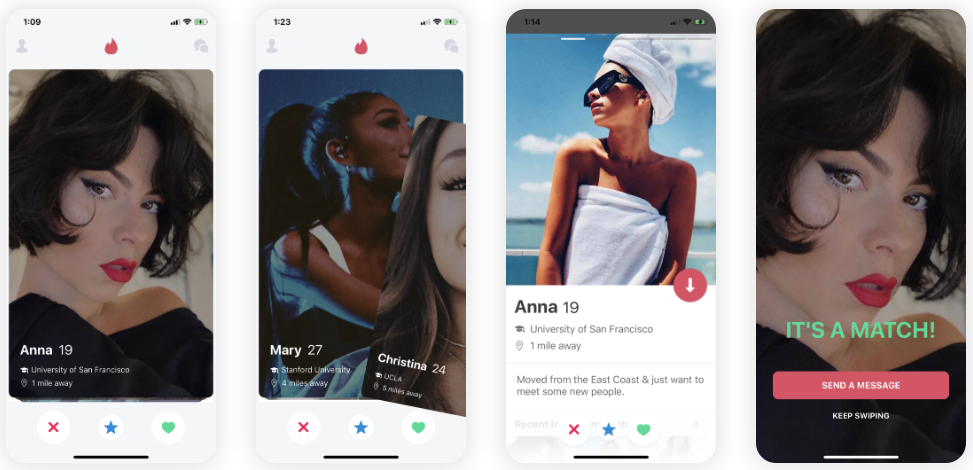 1:09
Anna 19
University of San Francisco
1 mile away
1:23
Mary 27
Stanford University
4 miles away
Christina 24
UCLA
5 miles away
1:14
Anna 19
University of San Francisco
1 mile away
Moved from the East Coast & just want to
meet some new people.
Recent
IT'S A MATCH!
SEND A MESSAGE
KEEP SWIPING